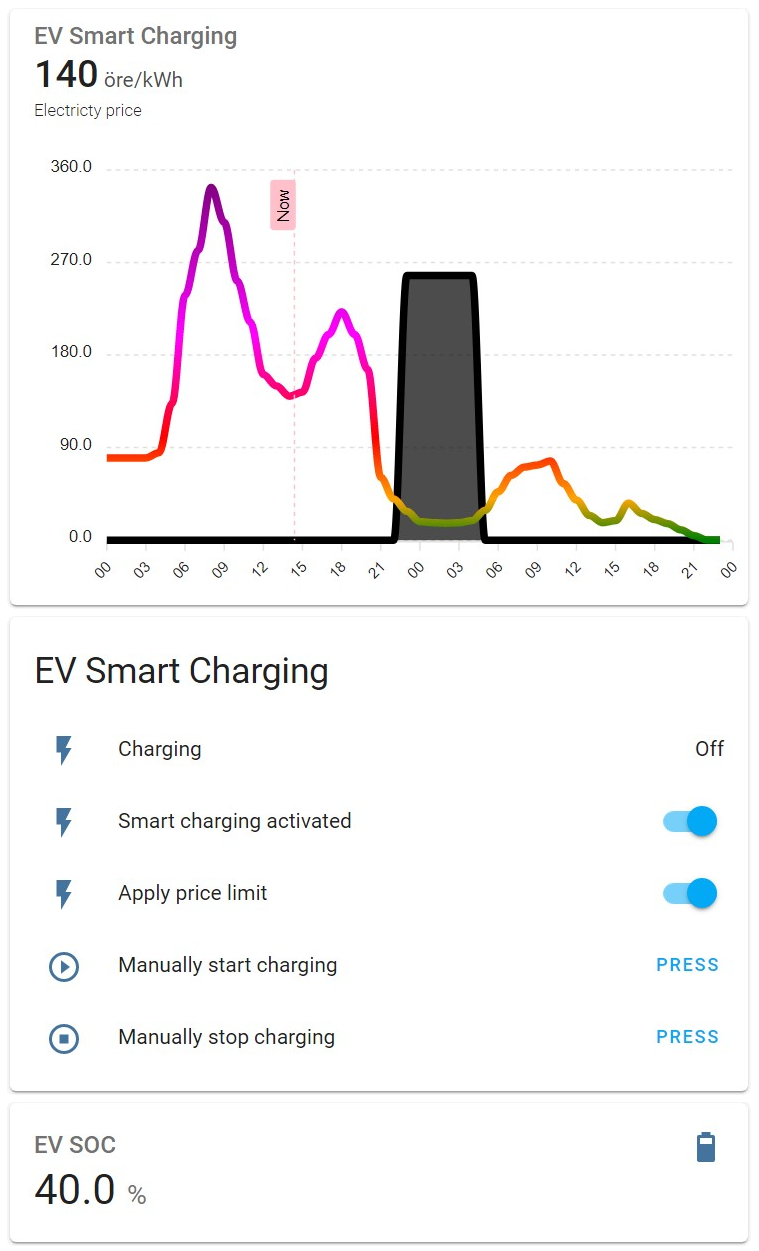 EV Smart Charging
140 öre/kWh
Electricty price
360.0
Now
270.0
180.0
90.0
0.0
00 03 06 09 12 15 18 21 00 03 06 09 12 15 18 21 00
EV Smart Charging
Charging Off
Smart charging activated
Apply price limit
Manually start charging PRESS
Manually stop charging PRESS
EV SOC
40.0 %